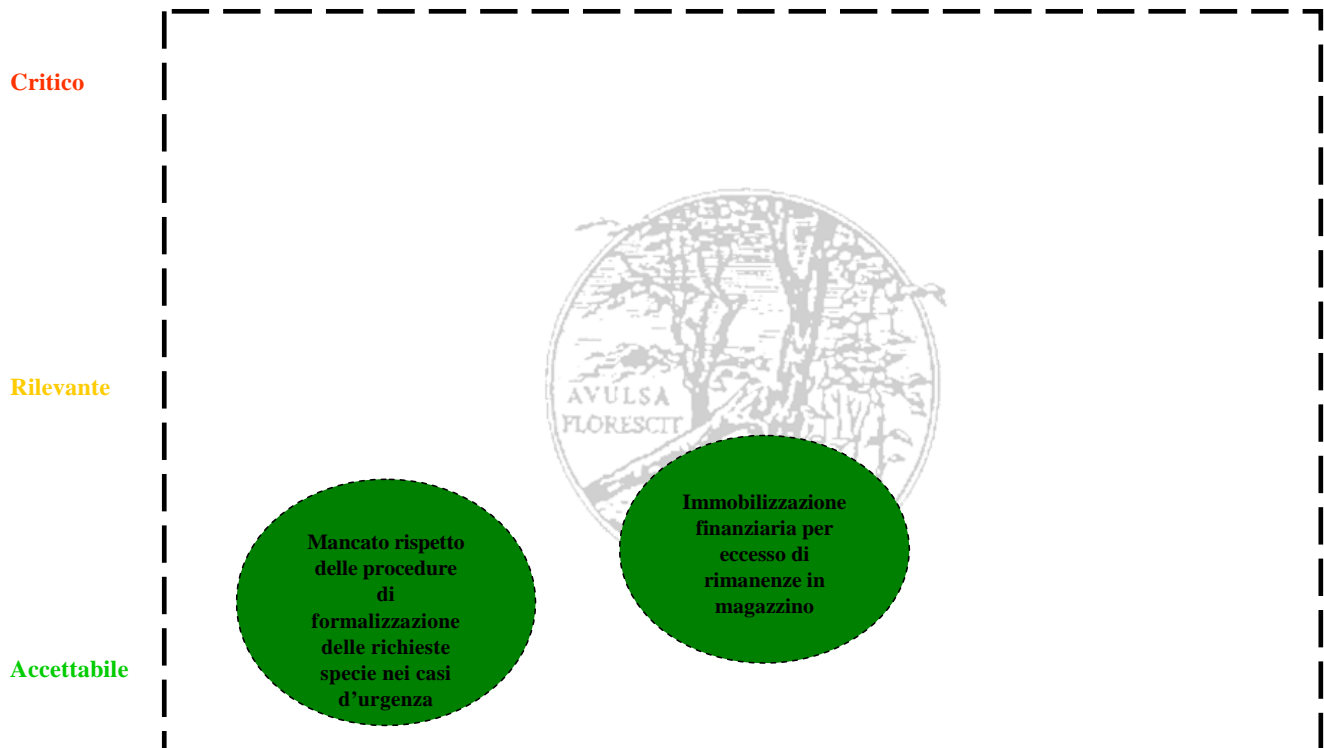 Critico
AVULSA
FLORESCIT
Rilevante
Immobilizzazione
finanziaria per
eccesso di
rimanenze in
magazzino
Mancato rispetto
delle procedure
di
formalizzazione
delle richieste
specie nei casi
d’urgenza
Accettabile